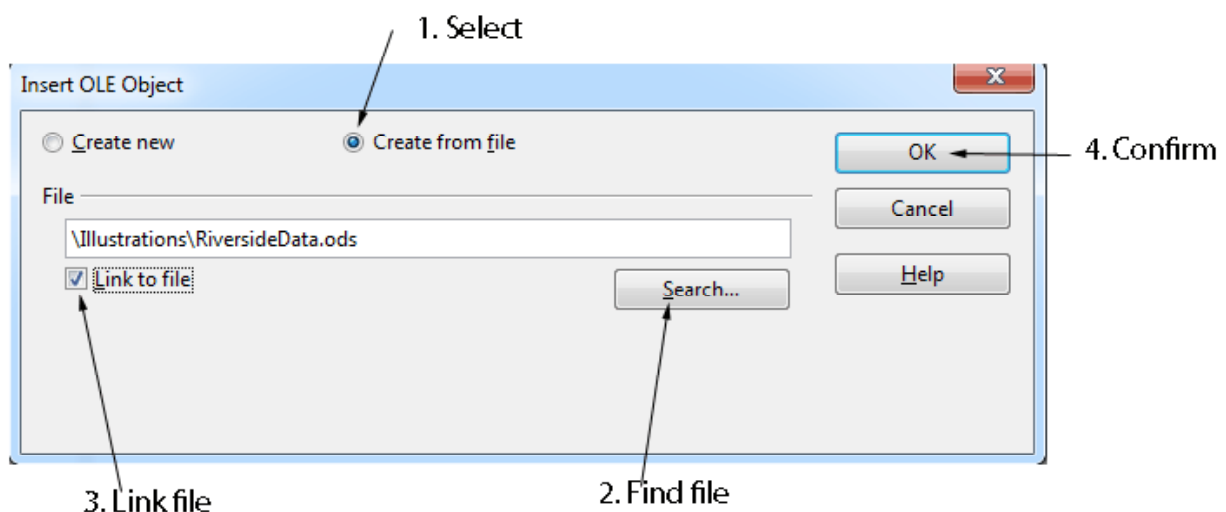 1. Select
Insert OLE Object
Create new
Create from file
OK
4. Confirm
File
Cancel
\Illustrations\RiversideData.ods
Link to file
Search...
Help
3. Link file
2. Find file